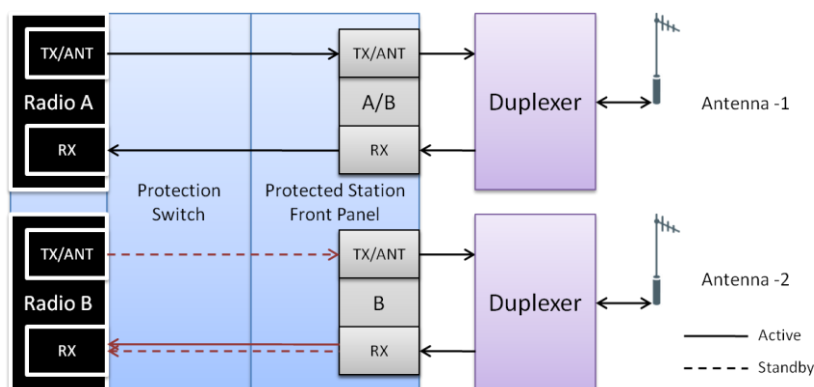 TX/ANT
TX/ANT
Radio A
A/B
Duplexer
Antenna -1
RX
RX
Protection
Switch
Protected Station
Front Panel
TX/ANT
TX/ANT
Radio B
B
Duplexer
Antenna -2
RX
RX
Active
Standby